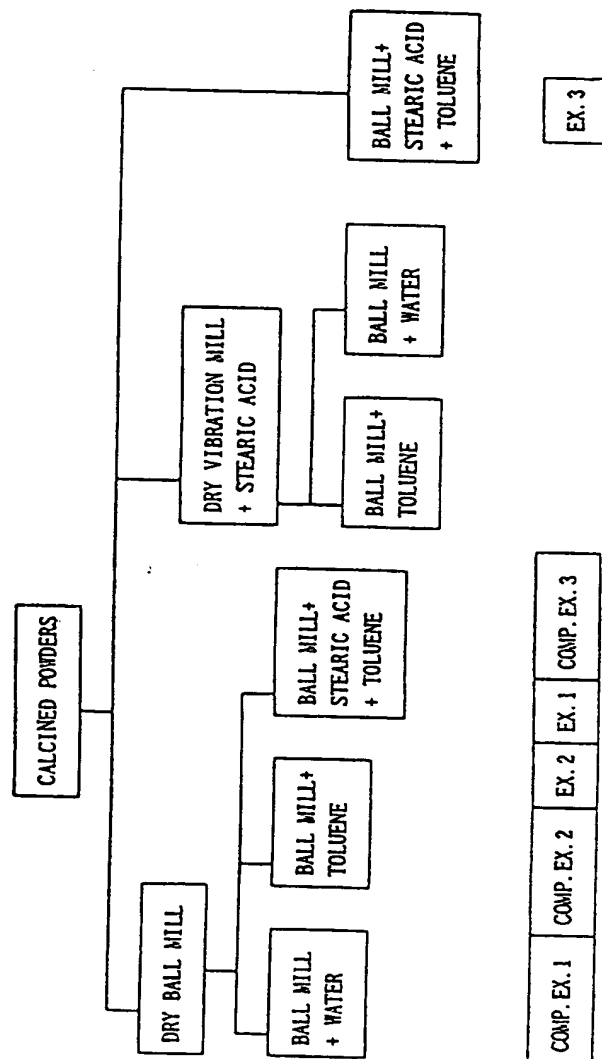 CALCINED POWDERS
DRY BALL MILL
DRY VIBRATION MILL
+ STEARIC ACID
BALL MILL
+ WATER
BALL MILL+
TOLUENE
BALL MILL+
STEARIC ACID
+ TOLUENE
BALL MILL+
TOLUENE
BALL MILL
+ WATER
BALL MILL+
STEARIC ACID
+ TOLUENE
COMP. EX. 1
COMP. EX. 2
EX. 2
EX. 1
COMP. EX. 3
EX. 3